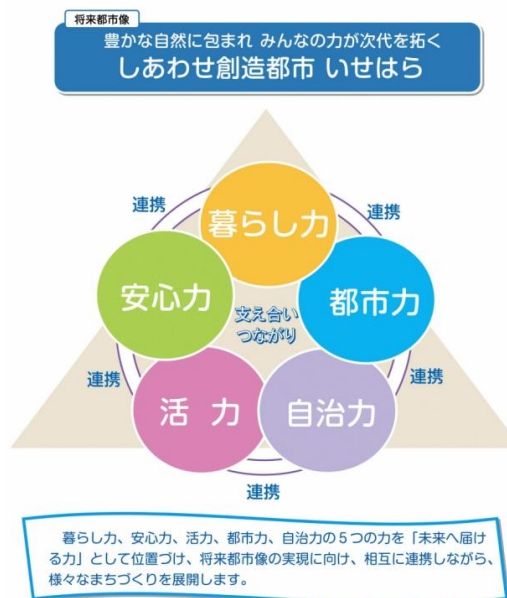 将来都市像
豊かな自然に包まれ みんなの力が次代を拓く
しあわせ創造都市 いせはら
連携
連携
暮らし力
安心力
都市力
支え合い
つながり
連携
連携
活 力
自治力
連携
暮らし力、安心力、活力、都市力、自治力の5つの力を「未来へ届け
る力」として位置づけ、将来都市像の実現に向け、相互に連携しながら、
様々なまちづくりを展開します。